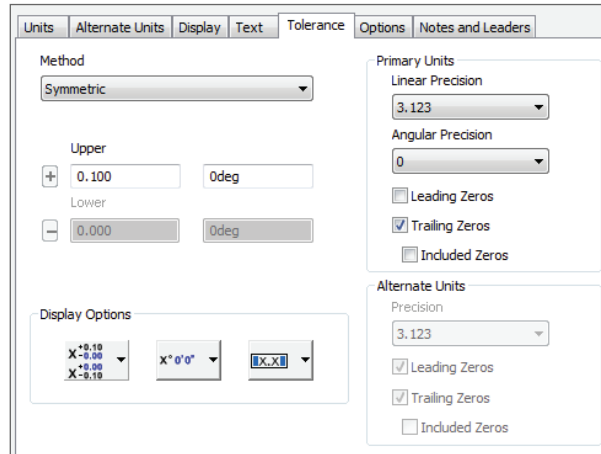 Units Alternate Units Display Text Tolerance Options Notes and Leaders
Method
Symmetric
Upper
+ 0.100 0deg
Lower
− 0.000 0deg
Display Options
X +0.10 -0.00
X +0.00 -0.10
X° 0'0"
X.X
Primary Units
Linear Precision
3.123
Angular Precision
0
Leading Zeros
Trailing Zeros
Included Zeros
Alternate Units
Precision
3.123
Leading Zeros
Trailing Zeros
Included Zeros